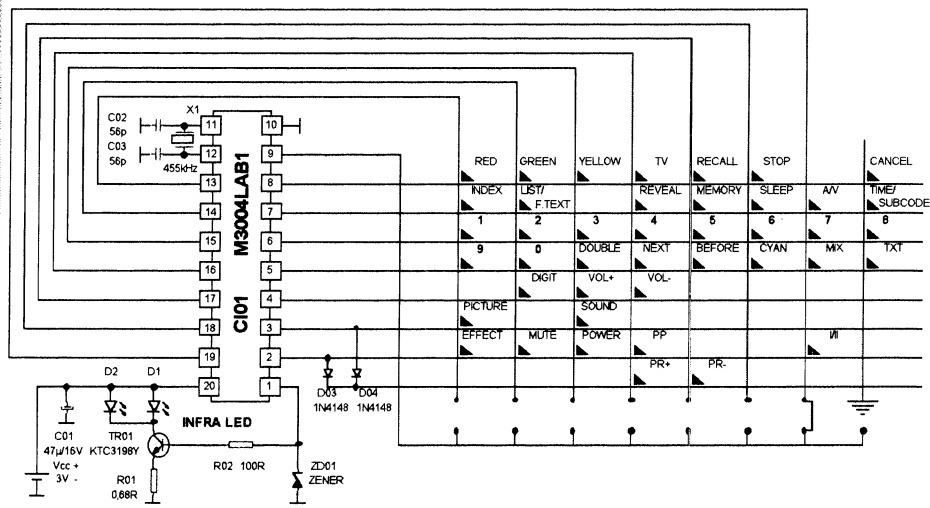 C02
56p
C03
56p
X1
455kHz
11
12
13
14
15
16
17
18
19
20
10
9
8
7
6
5
4
3
2
1
M3004LAB1
CI01
RED GREEN YELLOW TV RECALL STOP CANCEL
INDEX LIST/ REVEAL MEMORY SLEEP A/V TIME/
F.TEXT SUBCODE
1 2 3 4 5 6 7 8
9 0 DOUBLE NEXT BEFORE CYAN MIX TXT
DIGIT VOL+ VOL-
PICTURE SOUND
EFFECT MUTE POWER PP I/II
PR+ PR-
D2 D1
INFRA LED
D03 D04
1N4148 1N4148
C01
47µ/16V
TR01
KTC3198Y
Vcc +
3V -
R01
0,68R
R02 100R
ZD01
ZENER